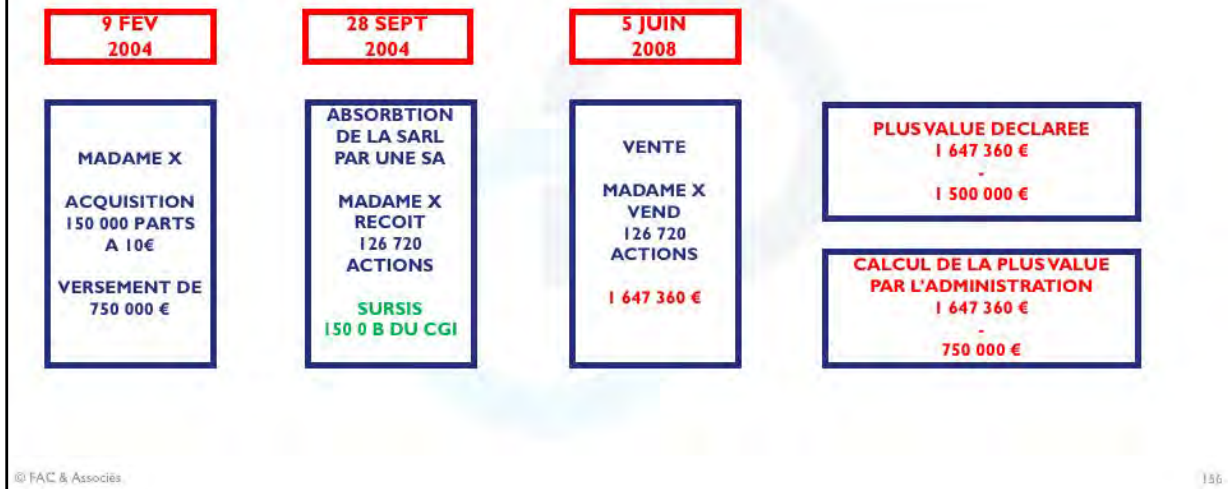 9 FEV
2004
28 SEPT
2004
5 JUIN
2008
MADAME X
ACQUISITION
150 000 PARTS
A 10€
VERSEMENT DE
750 000 €
ABSORBTION
DE LA SARL
PAR UNE SA
MADAME X
RECOIT
126 720
ACTIONS
SURSIS
150 0 B DU CGI
VENTE
MADAME X
VEND
126 720
ACTIONS
1 647 360 €
PLUS VALUE DECLAREE
1 647 360 €
-
1 500 000 €
CALCUL DE LA PLUS VALUE
PAR L'ADMINISTRATION
1 647 360 €
-
750 000 €
© FAC & Associés
156